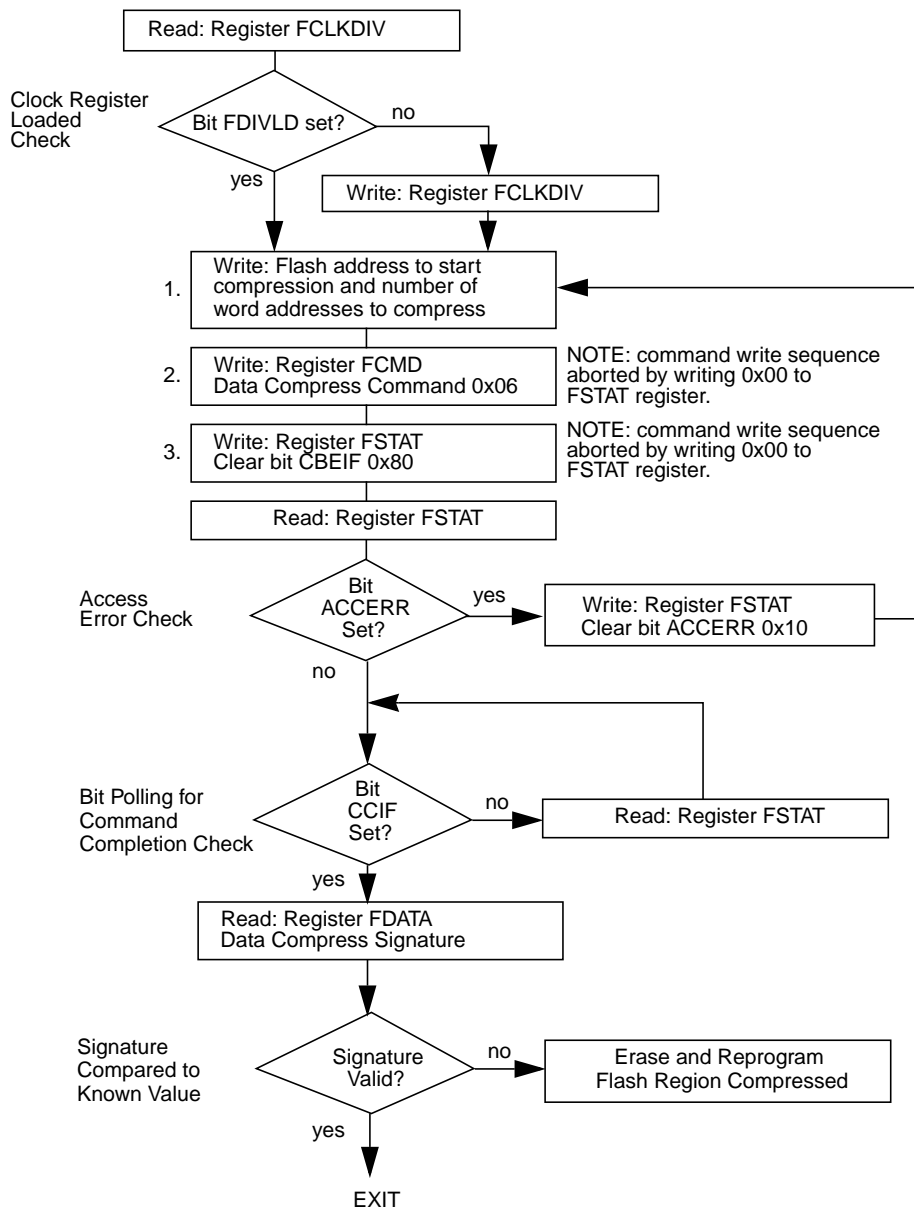 Read: Register FCLKDIV
Clock Register
Loaded
Check
Bit FDIVLD set?
no
yes
Write: Register FCLKDIV
1.
Write: Flash address to start
compression and number of
word addresses to compress
2.
Write: Register FCMD
Data Compress Command 0x06
NOTE: command write sequence
aborted by writing 0x00 to
FSTAT register.
3.
Write: Register FSTAT
Clear bit CBEIF 0x80
NOTE: command write sequence
aborted by writing 0x00 to
FSTAT register.
Read: Register FSTAT
Access
Error Check
Bit
ACCERR
Set?
yes
Write: Register FSTAT
Clear bit ACCERR 0x10
no
Bit Polling for
Command
Completion Check
Bit
CCIF
Set?
no
Read: Register FSTAT
yes
Read: Register FDATA
Data Compress Signature
Signature
Compared to
Known Value
Signature
Valid?
no
Erase and Reprogram
Flash Region Compressed
yes
EXIT